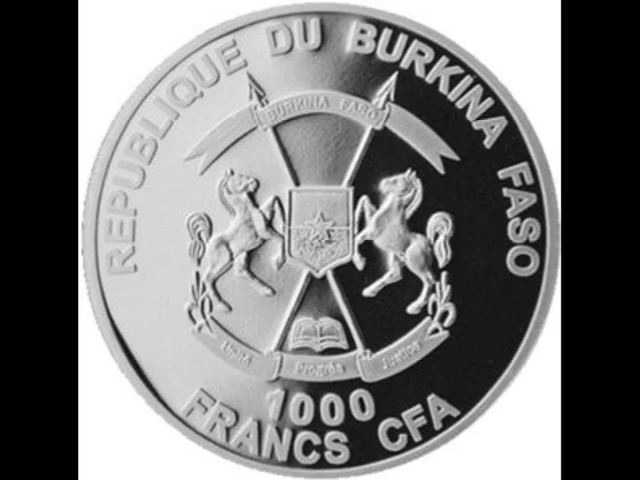 REPUBLIQUE DU BURKINA FASO
BURKINA FASO
Unité Progrès Justice
1000
FRANCS CFA